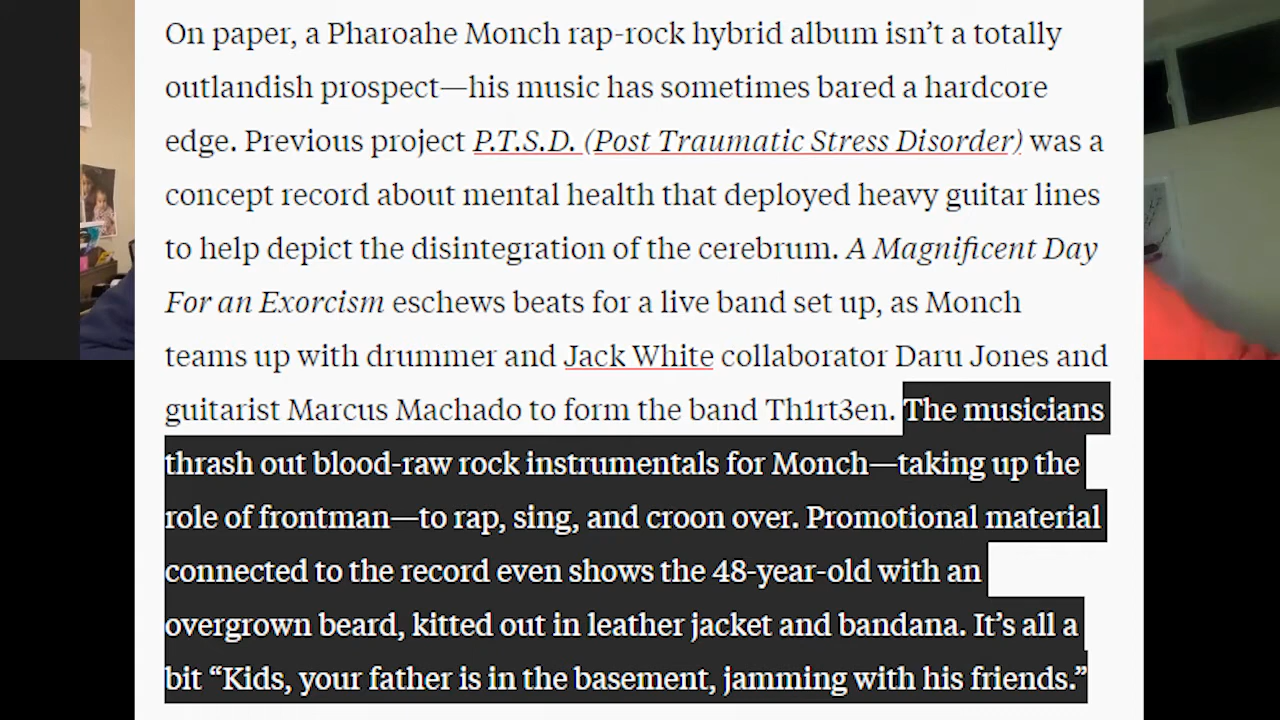 On paper, a Pharoahe Monch rap-rock hybrid album isn’t a totally
outlandish prospect—his music has sometimes bared a hardcore
edge. Previous project P.T.S.D. (Post Traumatic Stress Disorder) was a
concept record about mental health that deployed heavy guitar lines
to help depict the disintegration of the cerebrum. A Magnificent Day
For an Exorcism eschews beats for a live band set up, as Monch
teams up with drummer and Jack White collaborator Daru Jones and
guitarist Marcus Machado to form the band Th1rt3en. The musicians
thrash out blood-raw rock instrumentals for Monch—taking up the
role of frontman—to rap, sing, and croon over. Promotional material
connected to the record even shows the 48-year-old with an
overgrown beard, kitted out in leather jacket and bandana. It’s all a
bit “Kids, your father is in the basement, jamming with his friends.”